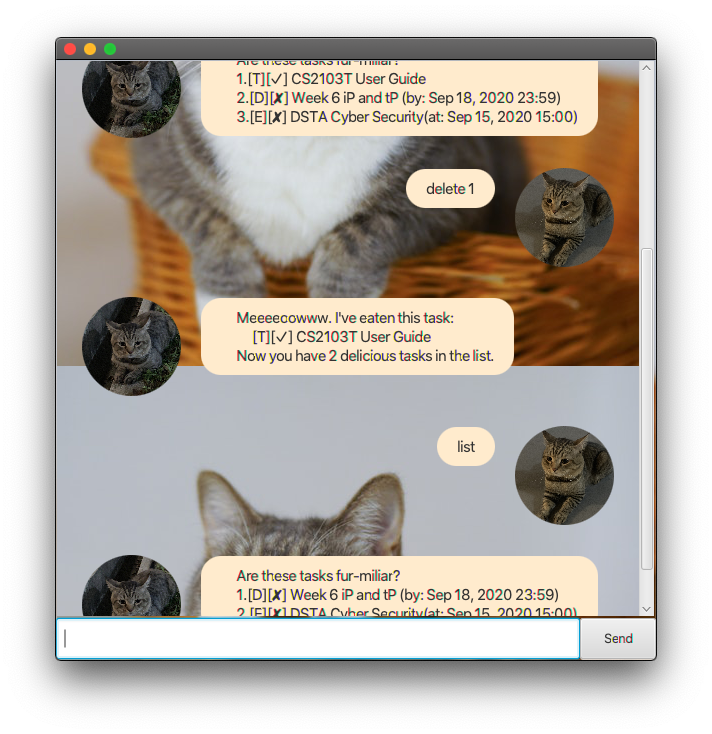 Are these tasks fur-miliar?
1.[T][✓] CS2103T User Guide
2.[D][✘] Week 6 iP and tP (by: Sep 18, 2020 23:59)
3.[E][✘] DSTA Cyber Security(at: Sep 15, 2020 15:00)
delete 1
Meeeecowww. I've eaten this task:
[T][✓] CS2103T User Guide
Now you have 2 delicious tasks in the list.
list
Are these tasks fur-miliar?
1.[D][✘] Week 6 iP and tP (by: Sep 18, 2020 23:59)
2.[E][✘] DSTA Cyber Security(at: Sep 15, 2020 15:00)
Send